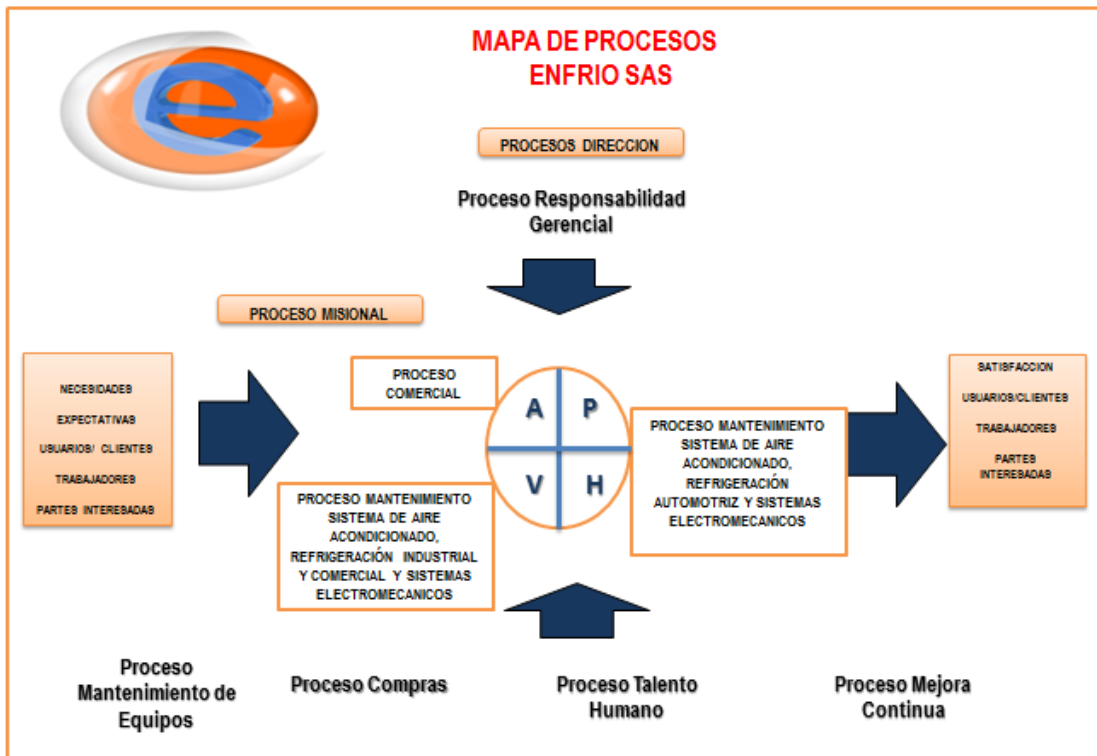 MAPA DE PROCESOS
ENFRIO SAS
e
PROCESOS DIRECCION
Proceso Responsabilidad
Gerencial
PROCESO MISIONAL
NECESIDADES
EXPECTATIVAS
USUARIOS/ CLIENTES
TRABAJADORES
PARTES INTERESADAS
PROCESO
COMERCIAL
A P
V H
PROCESO MANTENIMIENTO
SISTEMA DE AIRE
ACONDICIONADO,
REFRIGERACIÓN INDUSTRIAL
Y COMERCIAL Y SISTEMAS
ELECTROMECANICOS
PROCESO MANTENIMIENTO
SISTEMA DE AIRE
ACONDICIONADO,
REFRIGERACIÓN
AUTOMOTRIZ Y SISTEMAS
ELECTROMECANICOS
SATISFACCION
USUARIOS/CLIENTES
TRABAJADORES
PARTES
INTERESADAS
Proceso
Mantenimiento de
Equipos
Proceso Compras
Proceso Talento
Humano
Proceso Mejora
Continua